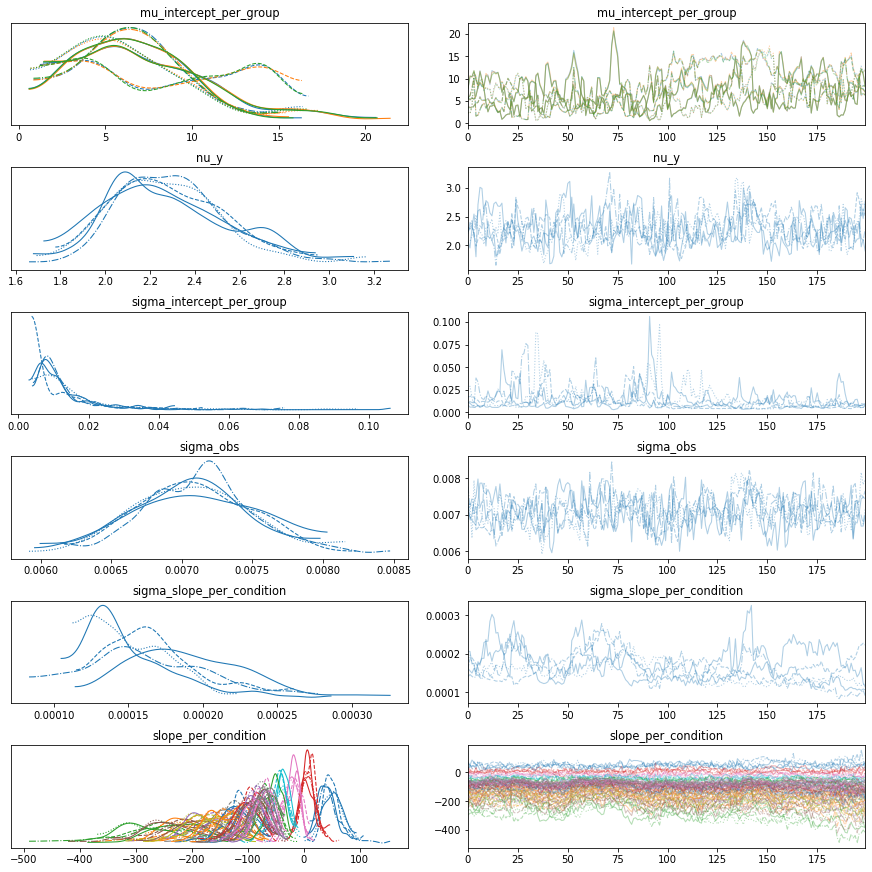 mu_intercept_per_group
mu_intercept_per_group
20
15
10
5
0
0 5 10 15 20
0 25 50 75 100 125 150 175
nu_y
nu_y
3.0
2.5
2.0
1.6 1.8 2.0 2.2 2.4 2.6 2.8 3.0 3.2
0 25 50 75 100 125 150 175
sigma_intercept_per_group
sigma_intercept_per_group
0.100
0.075
0.050
0.025
0.000
0.00 0.02 0.04 0.06 0.08 0.10
0 25 50 75 100 125 150 175
sigma_obs
sigma_obs
0.008
0.007
0.006
0.0060 0.0065 0.0070 0.0075 0.0080 0.0085
0 25 50 75 100 125 150 175
sigma_slope_per_condition
sigma_slope_per_condition
0.0003
0.0002
0.0001
0.00010 0.00015 0.00020 0.00025 0.00030
0 25 50 75 100 125 150 175
slope_per_condition
slope_per_condition
0
−200
−400
−500 −400 −300 −200 −100 0 100
0 25 50 75 100 125 150 175